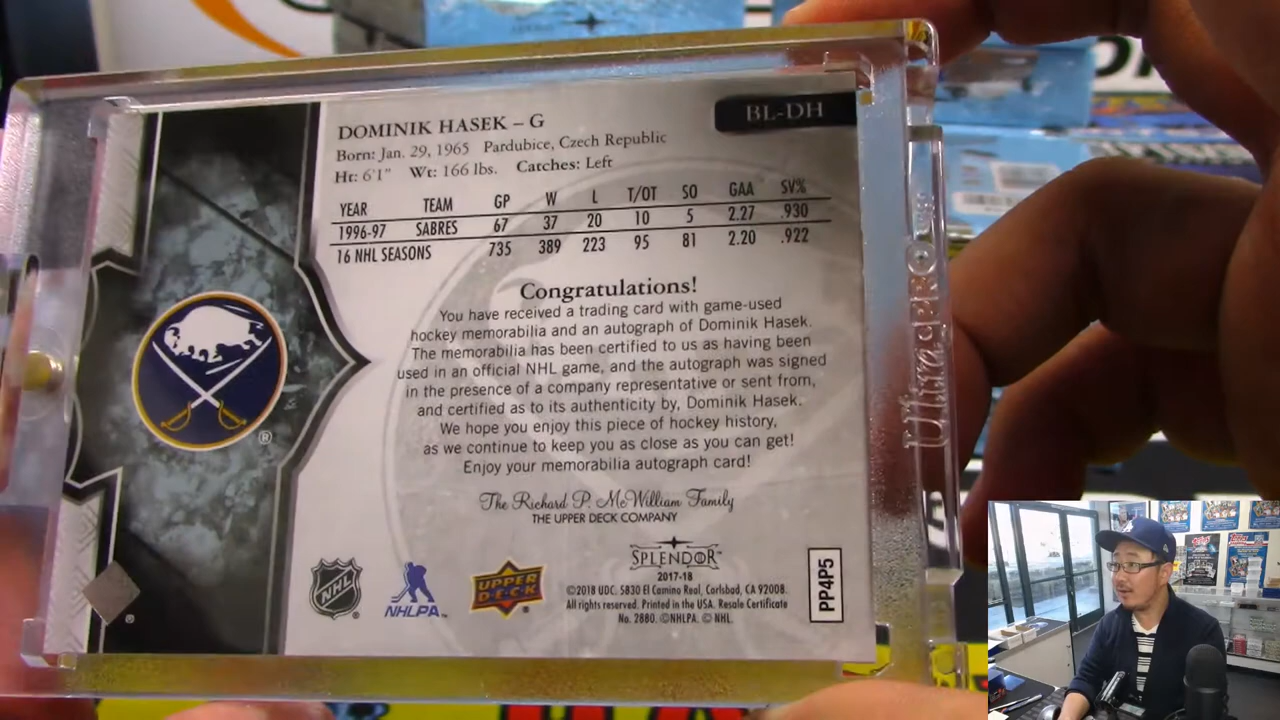 BL-DH
DOMINIK HASEK – G
Born: Jan. 29, 1965 Pardubice, Czech Republic
Ht: 6'1" Wt: 166 lbs. Catches: Left
YEAR TEAM GP W L T/OT SO GAA SV%
1996-97 SABRES 67 37 20 10 5 2.27 .930
16 NHL SEASONS 735 389 223 95 81 2.20 .922
Congratulations!
You have received a trading card with game-used
hockey memorabilia and an autograph of Dominik Hasek.
The memorabilia has been certified to us as having been
used in an official NHL game, and the autograph was signed
in the presence of a company representative or sent from,
and certified as to its authenticity by, Dominik Hasek.
We hope you enjoy this piece of hockey history,
as we continue to keep you as close as you can get!
Enjoy your memorabilia autograph card!
The Richard P. McWilliam Family
THE UPPER DECK COMPANY
SPLENDOR™
2017-18
©2018 UDC. 5830 El Camino Real, Carlsbad, CA 92008.
All rights reserved. Printed in the USA. Resale Certificate
No. 2880. ©NHLPA. © NHL.
PP4P5
NHL
NHLPA™
UPPER DECK
®
Ultra PRO